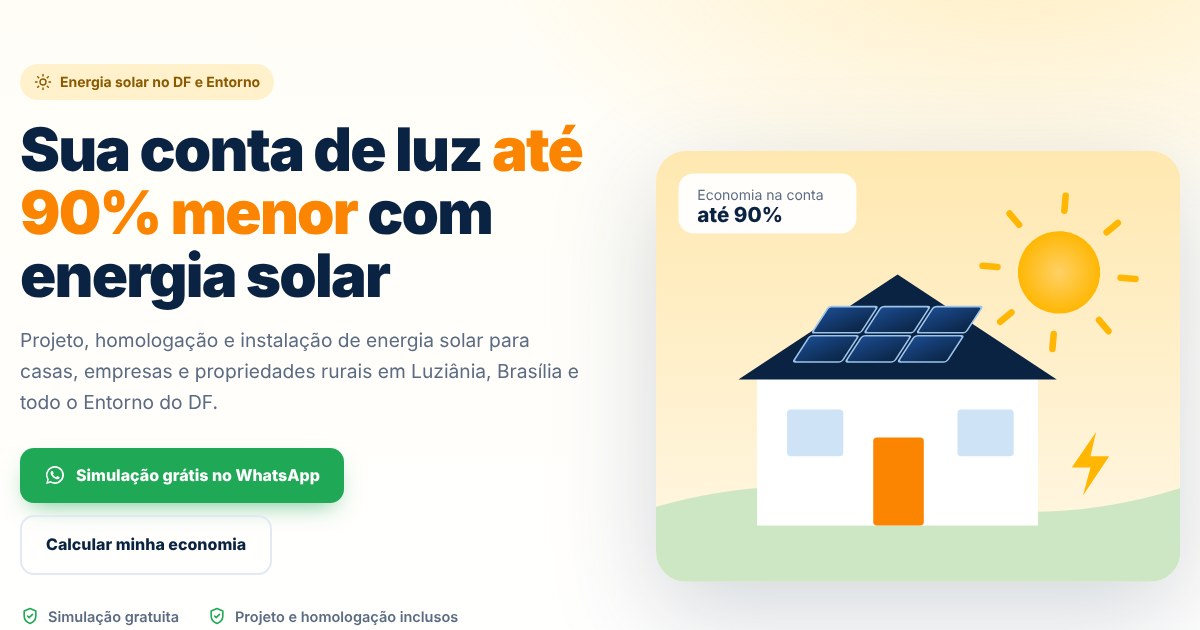 Energia solar no DF e Entorno
Sua conta de luz até
90% menor com
energia solar
Projeto, homologação e instalação de energia solar para
casas, empresas e propriedades rurais em Luziânia, Brasília e
todo o Entorno do DF.
Simulação grátis no WhatsApp
Calcular minha economia
Simulação gratuita
Projeto e homologação inclusos
Economia na conta
até 90%